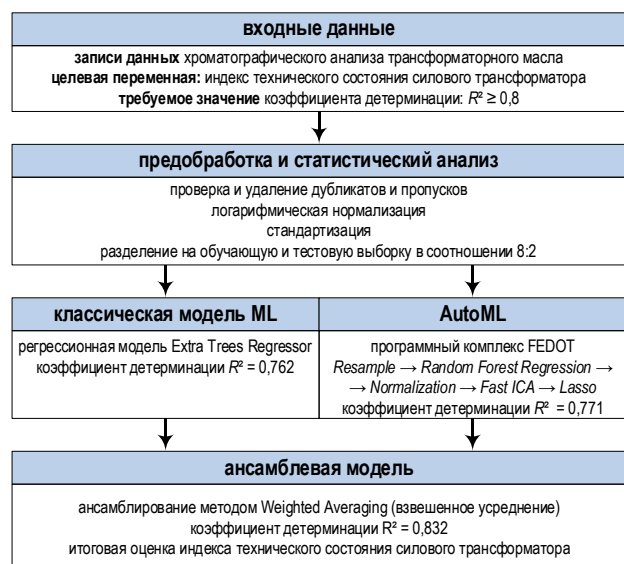 входные данные
записи данных хроматографического анализа трансформаторного масла
целевая переменная: индекс технического состояния силового трансформатора
требуемое значение коэффициента детерминации: R² ≥ 0,8
предобработка и статистический анализ
проверка и удаление дубликатов и пропусков
логарифмическая нормализация
стандартизация
разделение на обучающую и тестовую выборку в соотношении 8:2
классическая модель ML
регрессионная модель Extra Trees Regressor
коэффициент детерминации R² = 0,762
AutoML
программный комплекс FEDOT
Resample → Random Forest Regression →
→ Normalization → Fast ICA → Lasso
коэффициент детерминации R² = 0,771
ансамблевая модель
ансамблирование методом Weighted Averaging (взвешенное усреднение)
коэффициент детерминации R² = 0,832
итоговая оценка индекса технического состояния силового трансформатора